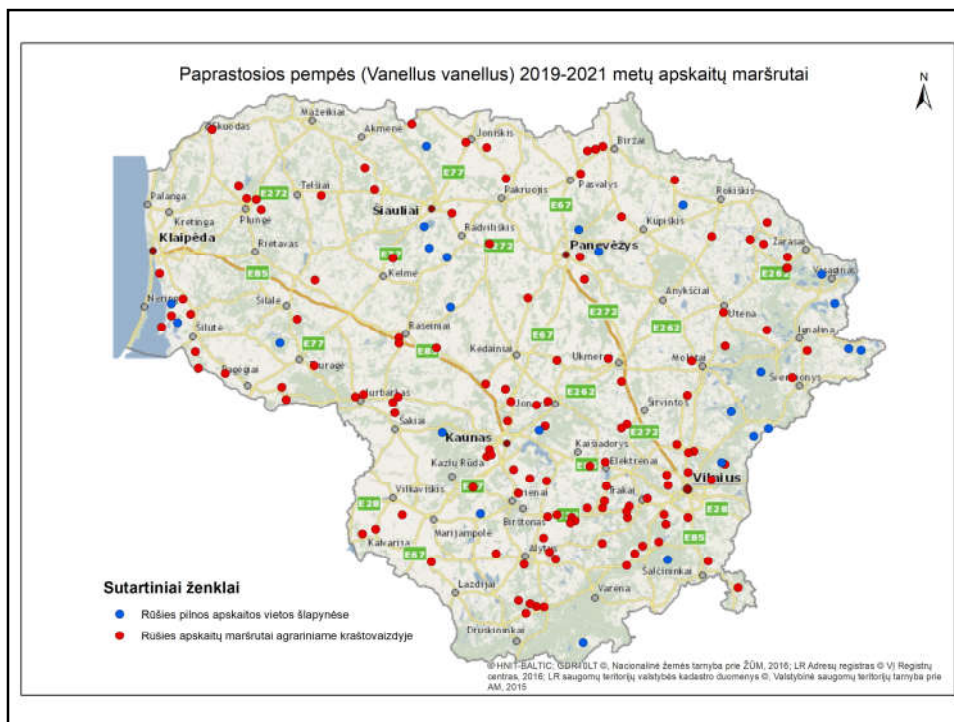 Paprastosios pempės (Vanellus vanellus) 2019-2021 metų apskaitų maršrutai
N
Skuodas
Mažeikiai
Akmenė
Joniškis
Biržai
E77
Pasvalys
Pakruojis
Rokiškis
Palanga
Kretinga
Plungė
E272
Telšiai
Šiauliai
Radviliškis
E67
Kupiškis
Zarasai
Klaipėda
Rietavas
Kelmė
E272
Panevėžys
E262
Visaginas
E85
Anykščiai
Neringa
Šilutė
Šilalė
E77
Raseiniai
E67
Kėdainiai
E272
E262
Utena
Ignalina
Pagėgiai
Tauragė
Ukmergė
Molėtai
Švenčionys
Jurbarkas
Šakiai
Jonava
E262
Širvintos
E272
Kaunas
Kaišiadorys
Kazlų Rūda
Elektrėnai
Vilnius
Vilkaviškis
Prienai
Trakai
E28
Birštonas
E28
Marijampolė
Kalvarija
E67
Alytus
E85
Šalčininkai
Lazdijai
Varėna
Druskininkai
Sutartiniai ženklai
Rūšies pilnos apskaitos vietos šlapynėse
Rušies apskaitų maršrutai agrariniame kraštovaizdyje
© HNIT-BALTIC; GDR10LT ©, Nacionalinė žemės tarnyba prie ŽŪM, 2016; LR Adresų registras © VĮ Registrų
centras, 2016; LR saugomų teritorijų valstybės kadastro duomenys ©, Valstybinė saugomų teritorijų tarnyba prie
AM, 2015